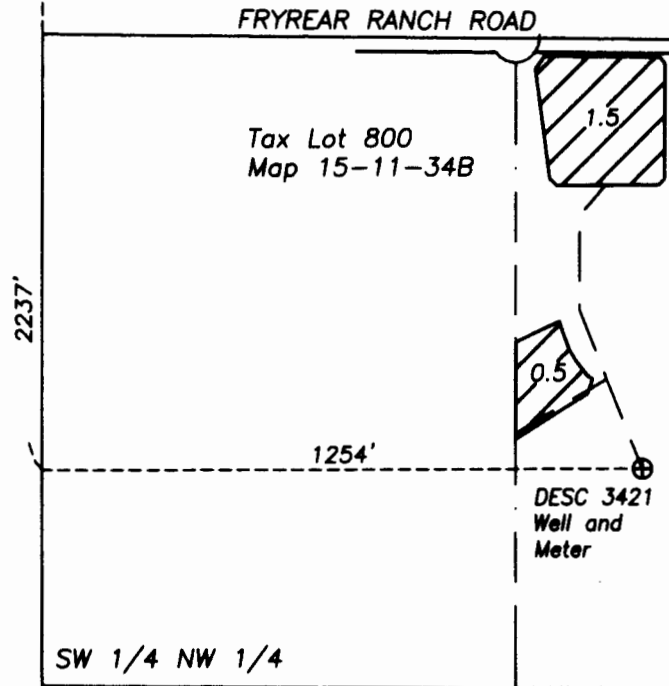 FRYREAR RANCH ROAD
1.5
Tax Lot 800
Map 15-11-34B
2237'
0.5
1254'
DESC 3421
Well and
Meter
SW 1/4 NW 1/4